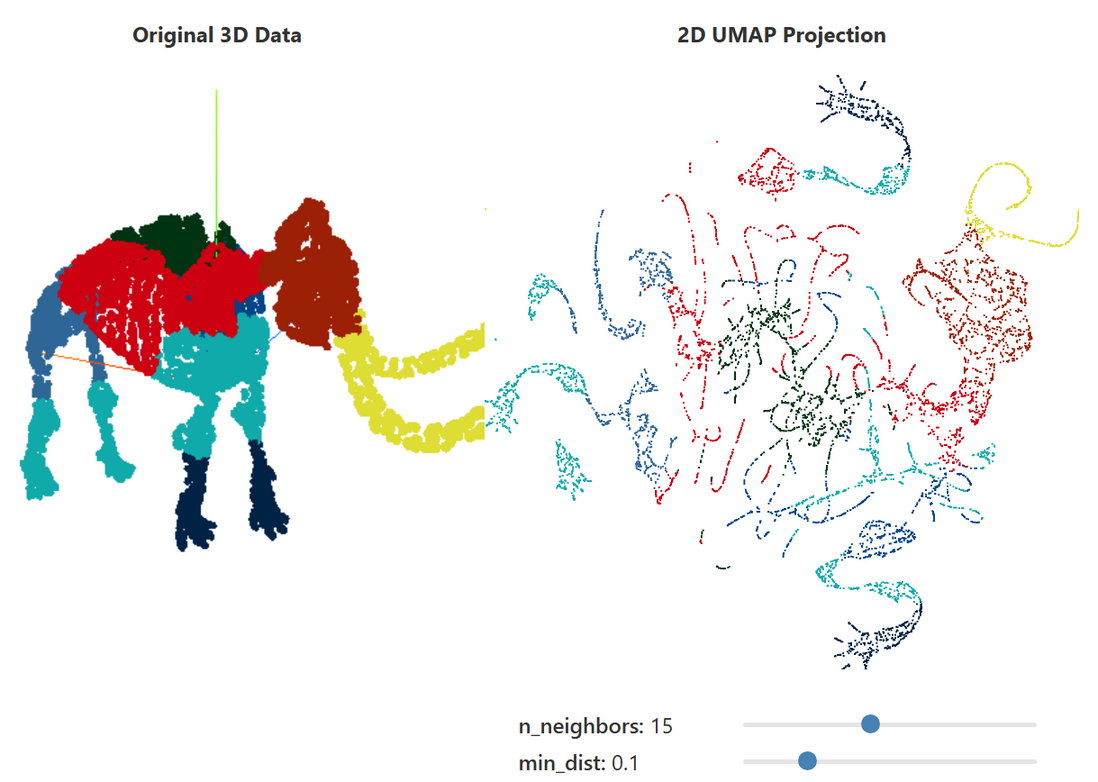 Original 3D Data
2D UMAP Projection
n_neighbors: 15
min_dist: 0.1